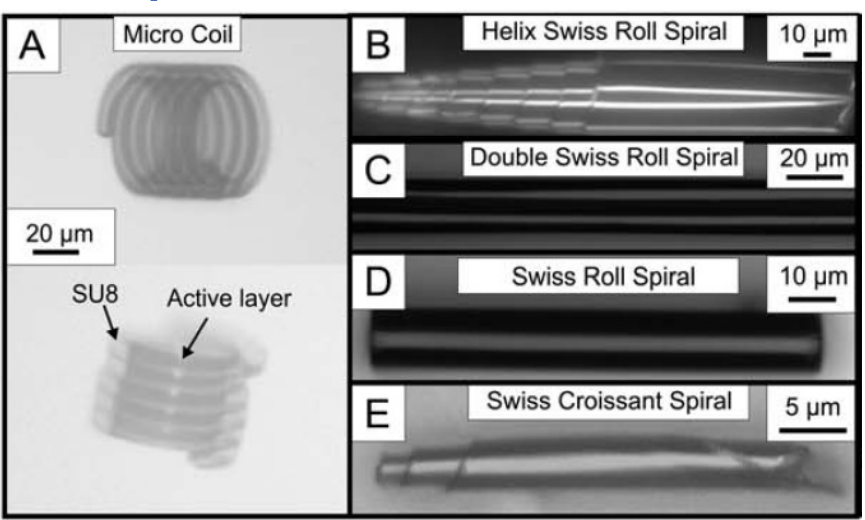 A
Micro Coil
20 µm
SU8
Active layer
B
Helix Swiss Roll Spiral
10 µm
C
Double Swiss Roll Spiral
20 µm
D
Swiss Roll Spiral
10 µm
E
Swiss Croissant Spiral
5 µm